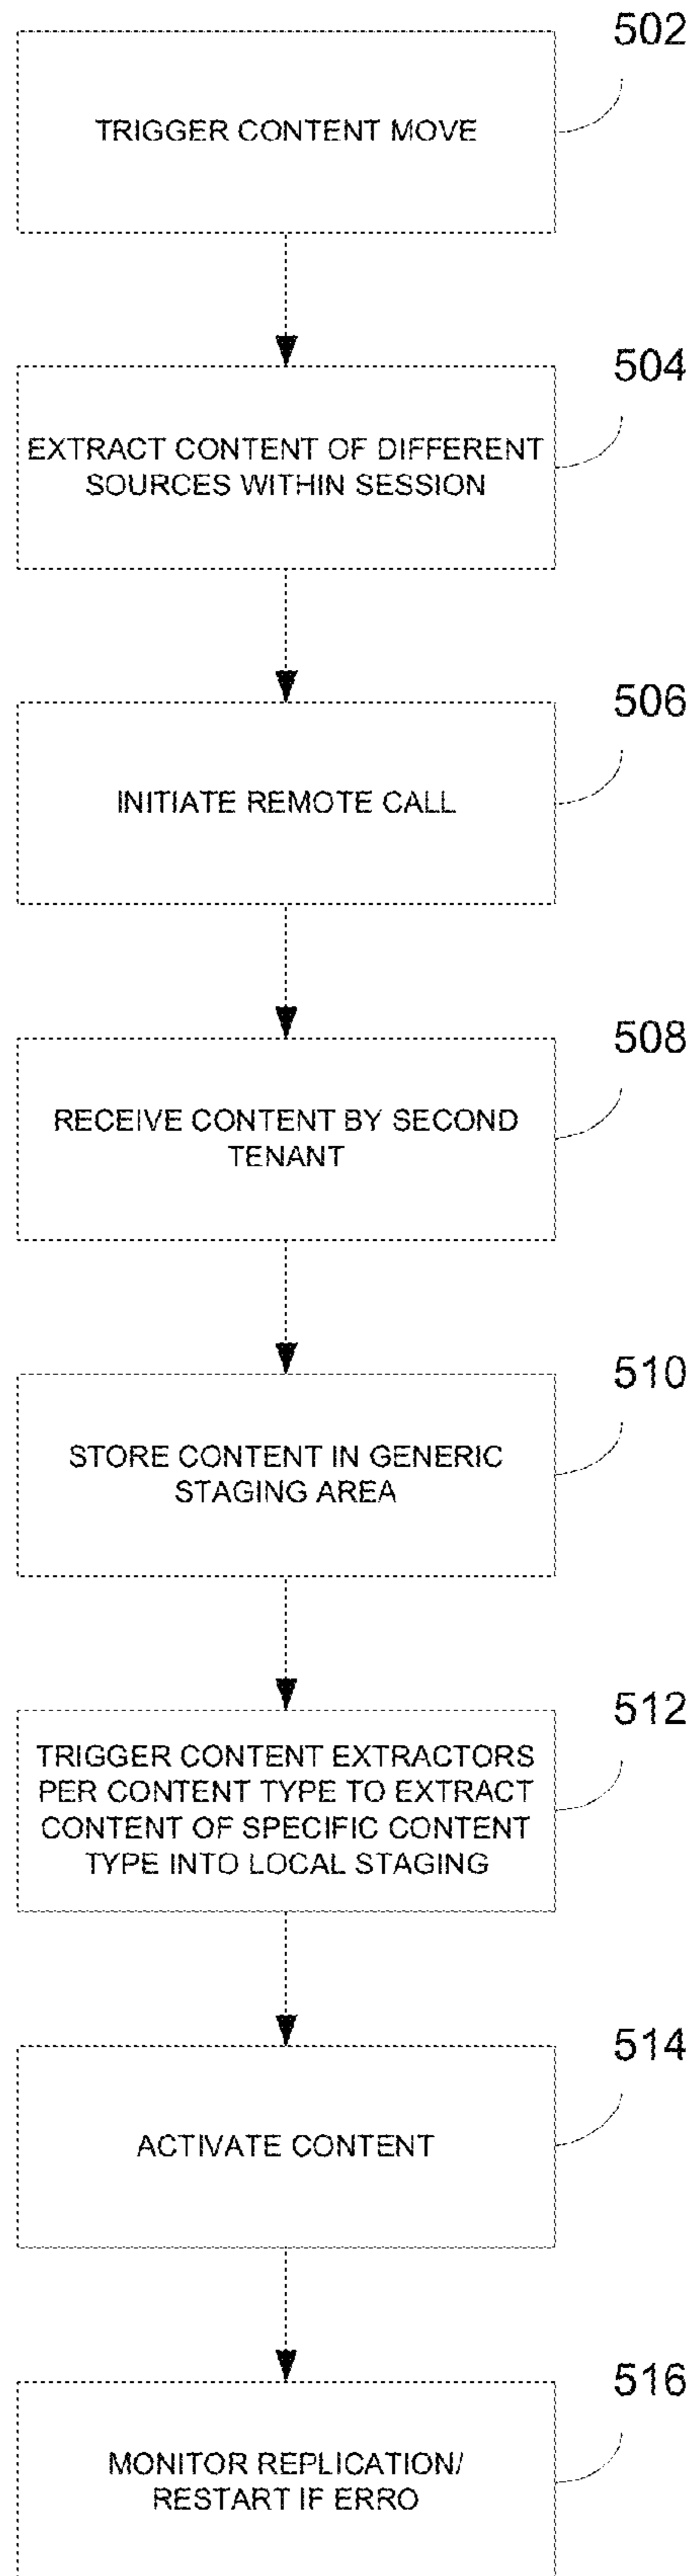 502
TRIGGER CONTENT MOVE
504
EXTRACT CONTENT OF DIFFERENT
SOURCES WITHIN SESSION
506
INITIATE REMOTE CALL
508
RECEIVE CONTENT BY SECOND
TENANT
510
STORE CONTENT IN GENERIC
STAGING AREA
512
TRIGGER CONTENT EXTRACTORS
PER CONTENT TYPE TO EXTRACT
CONTENT OF SPECIFIC CONTENT
TYPE INTO LOCAL STAGING
514
ACTIVATE CONTENT
516
MONITOR REPLICATION/
RESTART IF ERRO